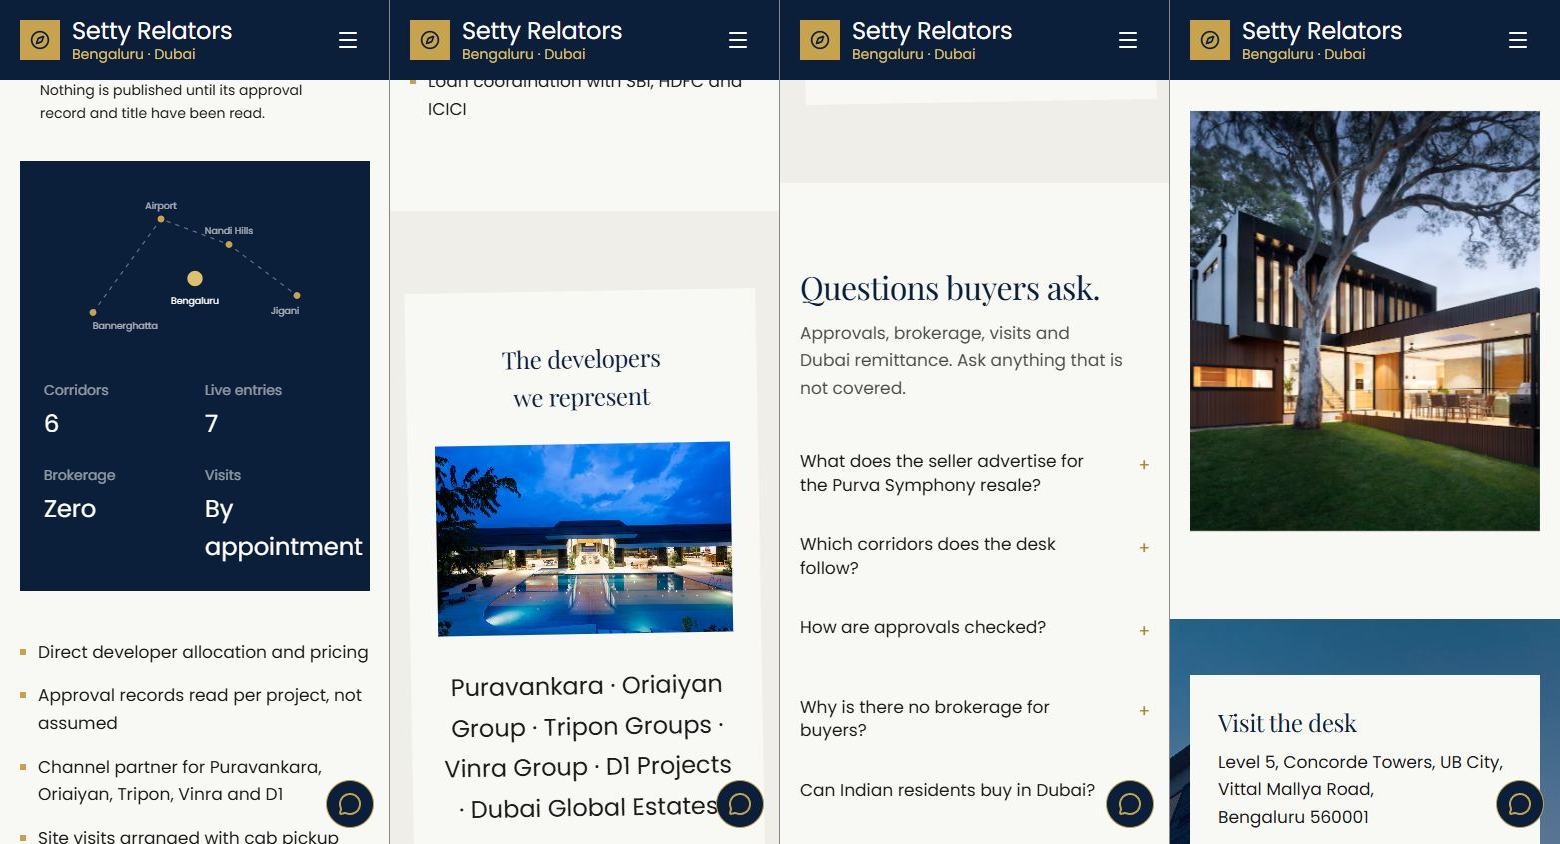 Setty Relators
Bengaluru · Dubai
Nothing is published until its approval
record and title have been read.
Airport
Nandi Hills
Bengaluru
Jigani
Bannerghatta
Corridors
6
Live entries
7
Brokerage
Zero
Visits
By
appointment
Direct developer allocation and pricing
Approval records read per project, not
assumed
Channel partner for Puravankara,
Oriaiyan, Tripon, Vinra and D1
Site visits arranged with cab pickup
Setty Relators
Bengaluru · Dubai
Loan coordination with SBI, HDFC and
ICICI
The developers
we represent
Puravankara · Oriaiyan
Group · Tripon Groups ·
Vinra Group · D1 Projects
· Dubai Global Estates
Setty Relators
Bengaluru · Dubai
Questions buyers ask.
Approvals, brokerage, visits and
Dubai remittance. Ask anything that is
not covered.
What does the seller advertise for
the Purva Symphony resale?
+
Which corridors does the desk
follow?
+
How are approvals checked?
+
Why is there no brokerage for
buyers?
+
Can Indian residents buy in Dubai?
Setty Relators
Bengaluru · Dubai
Visit the desk
Level 5, Concorde Towers, UB City,
Vittal Mallya Road,
Bengaluru 560001